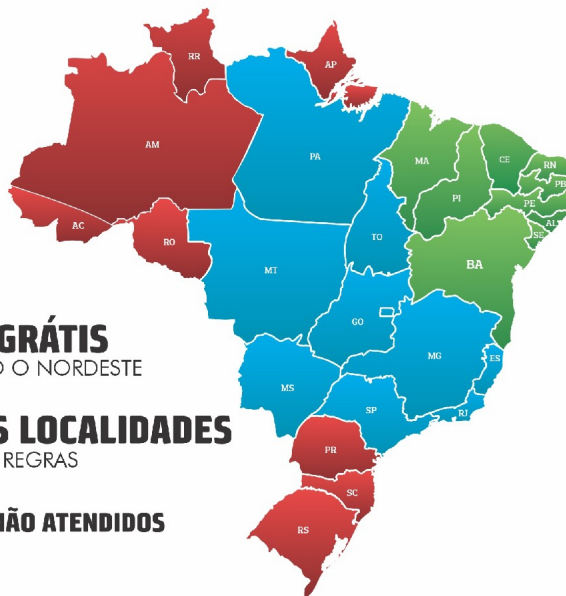 RR
AP
AM
PA
MA
CE
RN
PB
PI
PE
AL
SE
AC
RO
TO
BA
MT
GO
MG
ES
MS
SP
RJ
PR
SC
RS
GRÁTIS
O O NORDESTE
S LOCALIDADES
REGRAS
NÃO ATENDIDOS